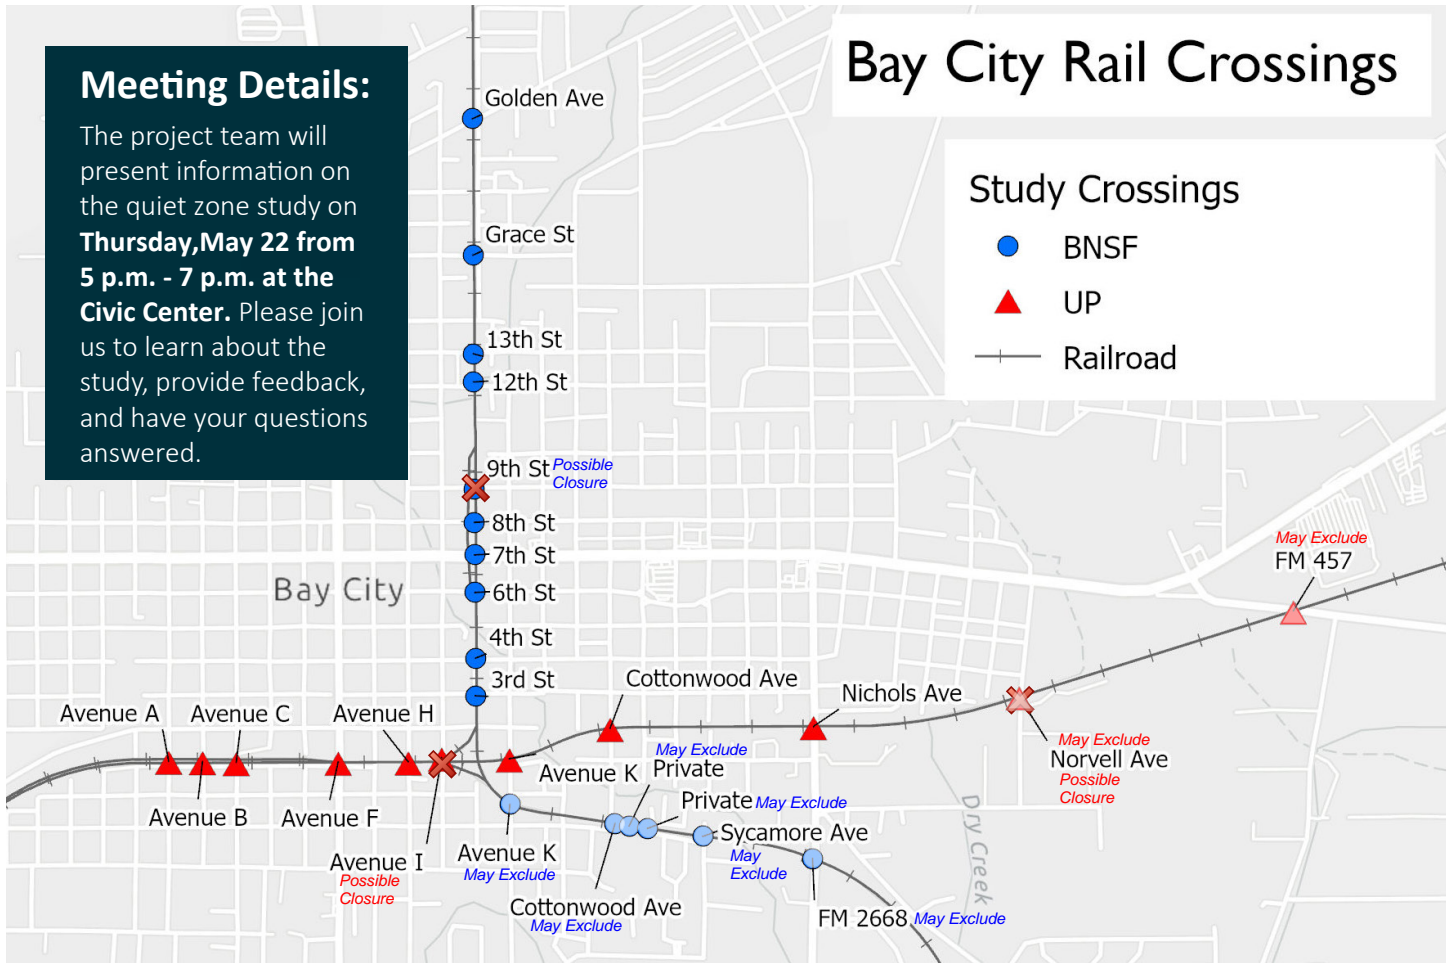 Bay City Rail Crossings
Meeting Details:
The project team will
present information on
the quiet zone study on
Thursday,May 22 from
5 p.m. - 7 p.m. at the
Civic Center. Please join
us to learn about the
study, provide feedback,
and have your questions
answered.
Study Crossings
BNSF
UP
Railroad
Golden Ave
Grace St
13th St
12th St
9th St Possible
Closure
8th St
7th St
6th St
4th St
3rd St
Bay City
May Exclude
FM 457
Cottonwood Ave
Nichols Ave
Avenue A
Avenue C
Avenue H
May Exclude
Norvell Ave
Possible
Closure
May Exclude
Private
Avenue K
Private May Exclude
Avenue B
Avenue F
Sycamore Ave
May
Exclude
Avenue I
Possible
Closure
Avenue K
May Exclude
Cottonwood Ave
May Exclude
FM 2668 May Exclude
Dry Creek